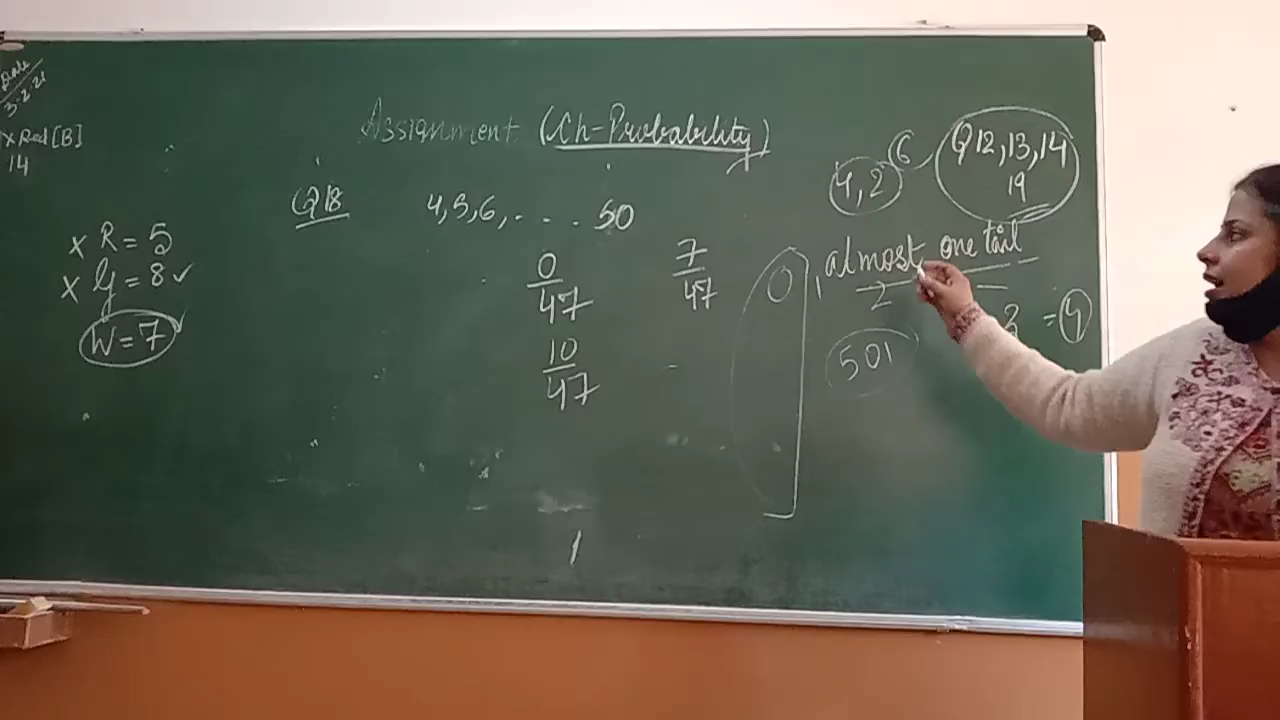 Date
3-2-21
x Red [B]
14
Assignment (Ch-Probability)
Q18 4, 5, 6, . . . . 50
x R = 5
x G = 8 ✓
W = 7
0/47
7/47
10/47
4, 2
6
Q12, 13, 14
19
almost one tail
0 1 2
3 = 4
501
1